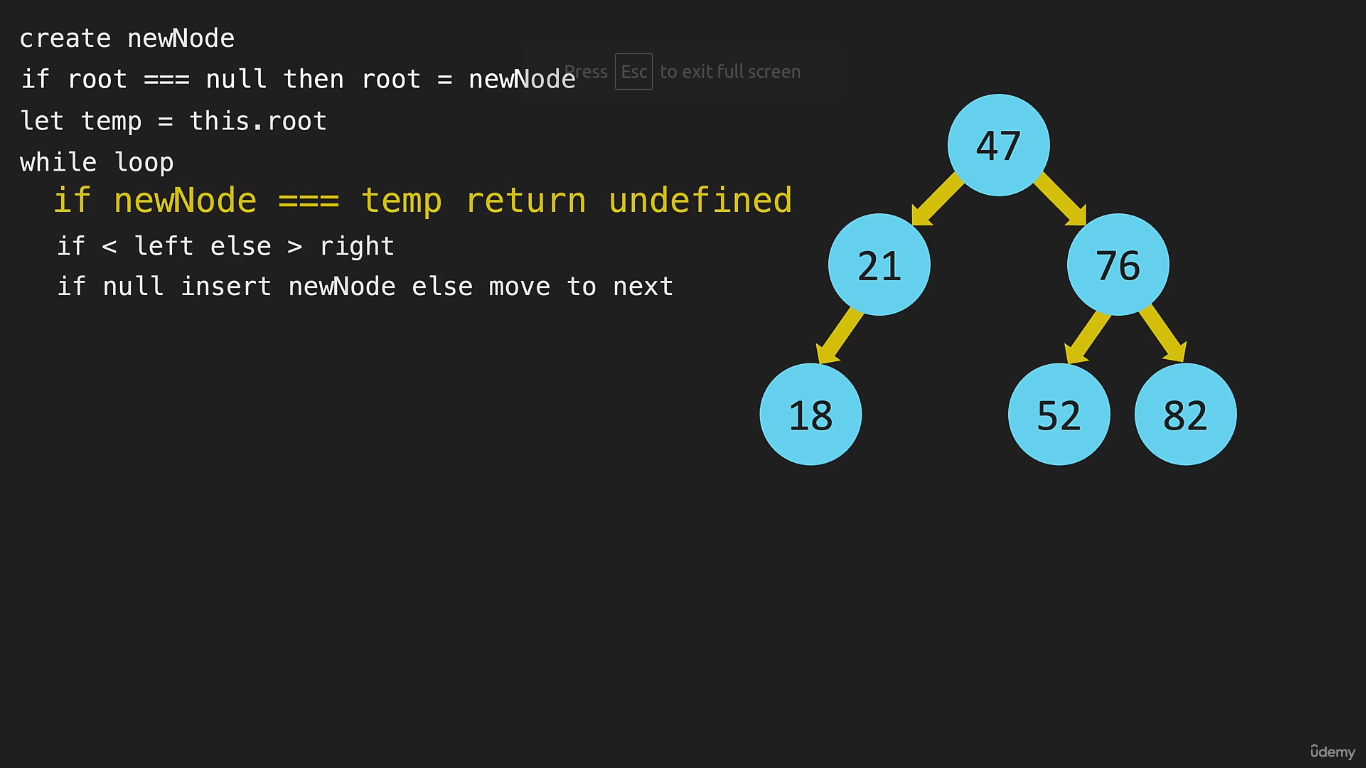 create newNode
if root === null then root = newNode
Press Esc to exit full screen
let temp = this.root
while loop
if newNode === temp return undefined
if < left else > right
if null insert newNode else move to next
47
21
76
18
52
82
ûdemy